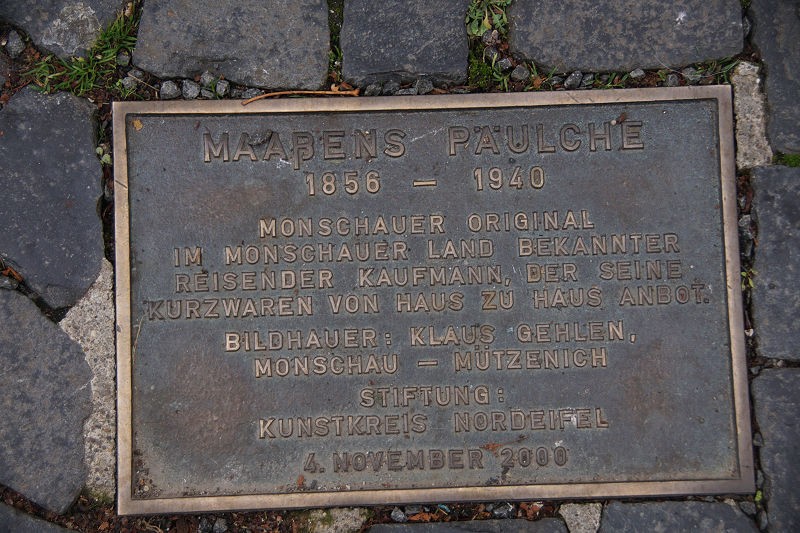 MAAßENS PÄULCHE
1856 – 1940
MONSCHAUER ORIGINAL
IM MONSCHAUER LAND BEKANNTER
REISENDER KAUFMANN, DER SEINE
KURZWAREN VON HAUS ZU HAUS ANBOT.
BILDHAUER: KLAUS GEHLEN,
MONSCHAU – MÜTZENICH
STIFTUNG:
KUNSTKREIS NORDEIFEL
4. NOVEMBER 2000